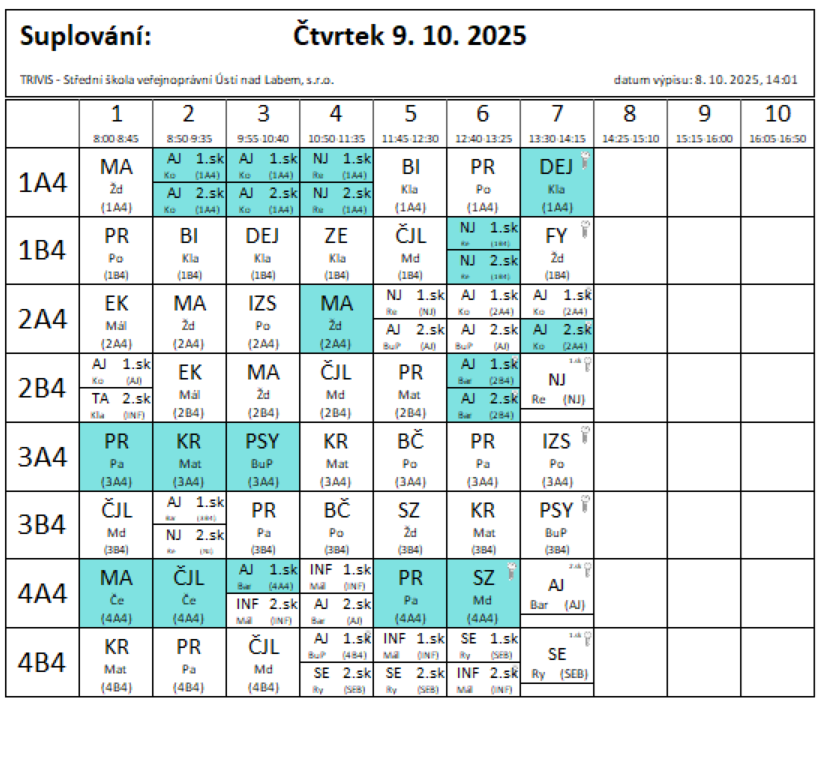 Suplování: Čtvrtek 9. 10. 2025
TRIVIS - Střední škola veřejnoprávní Ústí nad Labem, s.r.o. datum výpisu: 8. 10. 2025, 14:01
1 2 3 4 5 6 7 8 9 10
8:00-8:45 8:50-9:35 9:55-10:40 10:50-11:35 11:45-12:30 12:40-13:25 13:30-14:15 14:25-15:10 15:15-16:00 16:05-16:50
1A4
MA Žd (1A4)
AJ 1.sk Ko (1A4)
AJ 2.sk Ko (1A4)
AJ 1.sk Ko (1A4)
AJ 2.sk Ko (1A4)
NJ 1.sk Re (1A4)
NJ 2.sk Re (1A4)
BI Kla (1A4)
PR Po (1A4)
DEJ Kla (1A4)
1B4
PR Po (1B4)
BI Kla (1B4)
DEJ Kla (1B4)
ZE Kla (1B4)
ČJL Md (1B4)
NJ 1.sk Re (1B4)
NJ 2.sk Re (1B4)
FY Žd (1B4)
2A4
EK Mál (2A4)
MA Žd (2A4)
IZS Po (2A4)
MA Žd (2A4)
NJ 1.sk Re (NJ)
AJ 2.sk BuP (AJ)
AJ 1.sk Ko (2A4)
AJ 2.sk BuP (AJ)
AJ 1.sk Ko (2A4)
AJ 2.sk Ko (2A4)
2B4
AJ 1.sk Ko (AJ)
TA 2.sk Kla (INF)
EK Mál (2B4)
MA Žd (2B4)
ČJL Md (2B4)
PR Mat (2B4)
AJ 1.sk Bar (2B4)
AJ 2.sk Bar (2B4)
1.sk NJ Re (NJ)
3A4
PR Pa (3A4)
KR Mat (3A4)
PSY BuP (3A4)
KR Mat (3A4)
BČ Po (3A4)
PR Pa (3A4)
IZS Po (3A4)
3B4
ČJL Md (3B4)
AJ 1.sk Bar (3B4)
NJ 2.sk Re (NJ)
PR Pa (3B4)
BČ Po (3B4)
SZ Žd (3B4)
KR Mat (3B4)
PSY BuP (3B4)
4A4
MA Če (4A4)
ČJL Če (4A4)
AJ 1.sk Bar (4A4)
INF 2.sk Mál (INF)
INF 1.sk Mál (INF)
AJ 2.sk Bar (AJ)
PR Pa (4A4)
SZ Md (4A4)
2.sk AJ Bar (AJ)
4B4
KR Mat (4B4)
PR Pa (4B4)
ČJL Md (4B4)
AJ 1.sk BuP (4B4)
SE 2.sk Ry (SEB)
INF 1.sk Mál (INF)
SE 2.sk Ry (SEB)
SE 1.sk Ry (SEB)
INF 2.sk Mál (INF)
1.sk SE Ry (SEB)